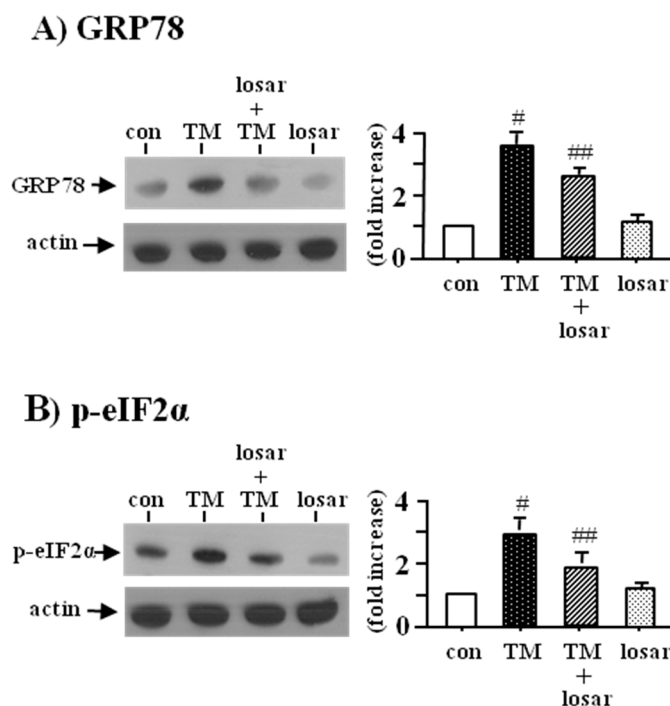 A) GRP78
losar
+
con TM TM losar
GRP78
actin
(fold increase)
4
2
0
# ##
con TM TM losar
+
losar
B) p-eIF2α
losar
+
con TM TM losar
p-eIF2α
actin
(fold increase)
4
2
0
# ##
con TM TM losar
+
losar